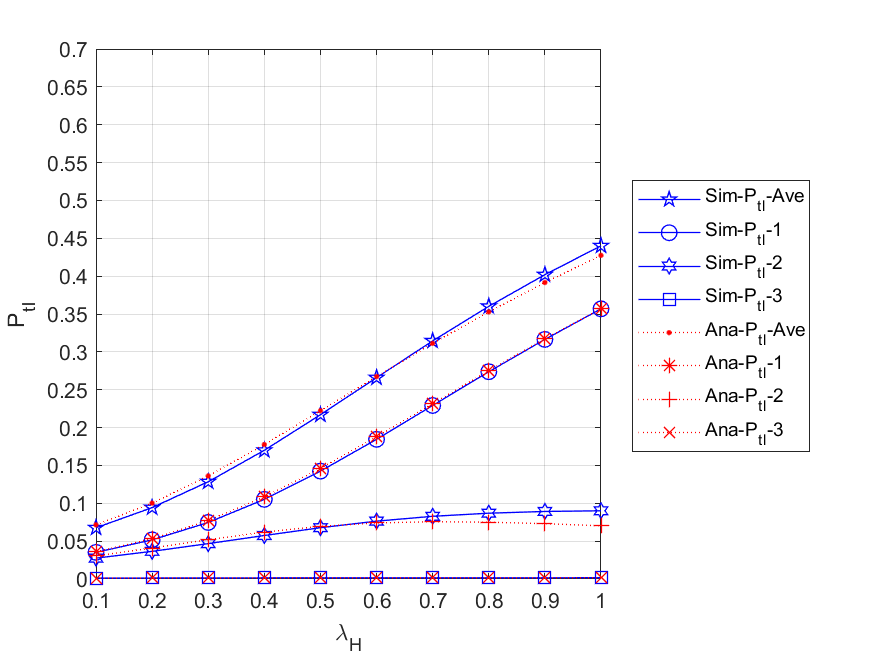 0.7
0.65
0.6
0.55
0.5
0.45
0.4
0.35
0.3
0.25
0.2
0.15
0.1
0.05
0
P_tl
0.1 0.2 0.3 0.4 0.5 0.6 0.7 0.8 0.9 1
λ_H
Sim-P_tl-Ave
Sim-P_tl-1
Sim-P_tl-2
Sim-P_tl-3
Ana-P_tl-Ave
Ana-P_tl-1
Ana-P_tl-2
Ana-P_tl-3